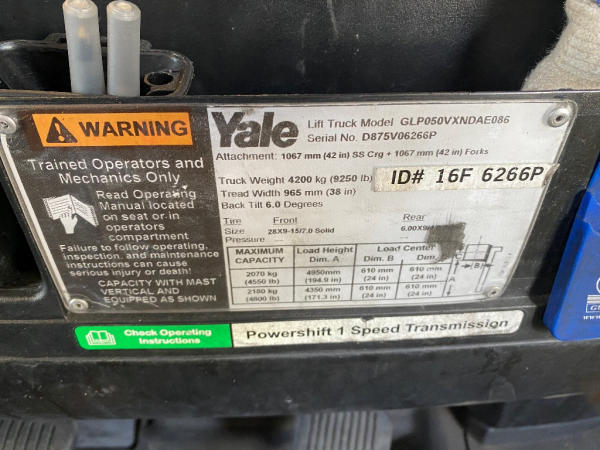 WARNING
Trained Operators and
Mechanics Only
Read Operating
Manual located
on seat or in
operators
compartment
Failure to follow operating,
inspection, and maintenance
instructions can cause
serious injury or death!
CAPACITY WITH MAST
VERTICAL AND
EQUIPPED AS SHOWN
Check Operating
Instructions
Yale
Lift Truck Model GLP050VXNDAE086
Serial No. D875V06266P
Attachment: 1067 mm (42 in) SS Crg + 1067 mm (42 in) Forks
Truck Weight 4200 kg (9250 lb)
ID# 16F 6266P
Tread Width 965 mm (38 in)
Back Tilt 6.0 Degrees
Tire Front Rear
Size 28X9-15/7.0 Solid 6.00X9/
Pressure
MAXIMUM CAPACITY Load Height Dim. A Load Center Dim. B Dim.
2070 kg (4550 lb) 4950mm (194.9 in) 610 mm (24 in) 610 mm (24 in)
2180 kg (4800 lb) 4350 mm (171.3 in) 610 mm (24 in) 610 mm (24 in)
A
B
Powershift 1 Speed Transmission